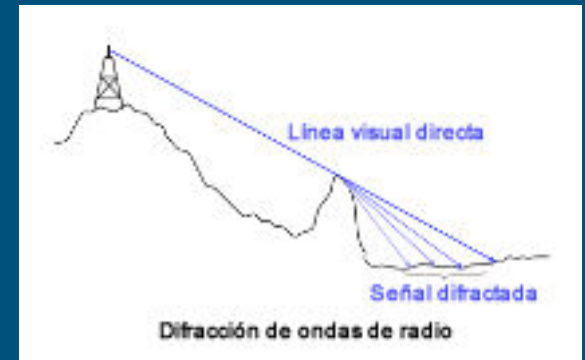 Línea visual directa
Señal difractada
Difracción de ondas de radio